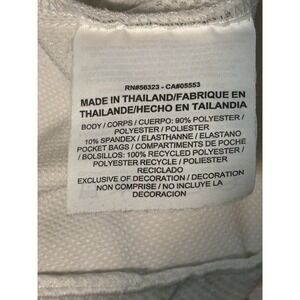 RN#56323 - CA#05553
MADE IN THAILAND/FABRIQUE EN
THAILANDE/HECHO EN TAILANDIA
BODY / CORPS / CUERPO: 90% POLYESTER /
POLYESTER / POLIESTER
10% SPANDEX / ELASTHANNE / ELASTANO
POCKET BAGS / COMPARTIMENTS DE POCHE
/ BOLSILLOS: 100% RECYCLED POLYESTER /
POLYESTER RECYCLE / POLIESTER
RECICLADO
EXCLUSIVE OF DECORATION / DECORATION
NON COMPRISE / NO INCLUYE LA
DECORACION